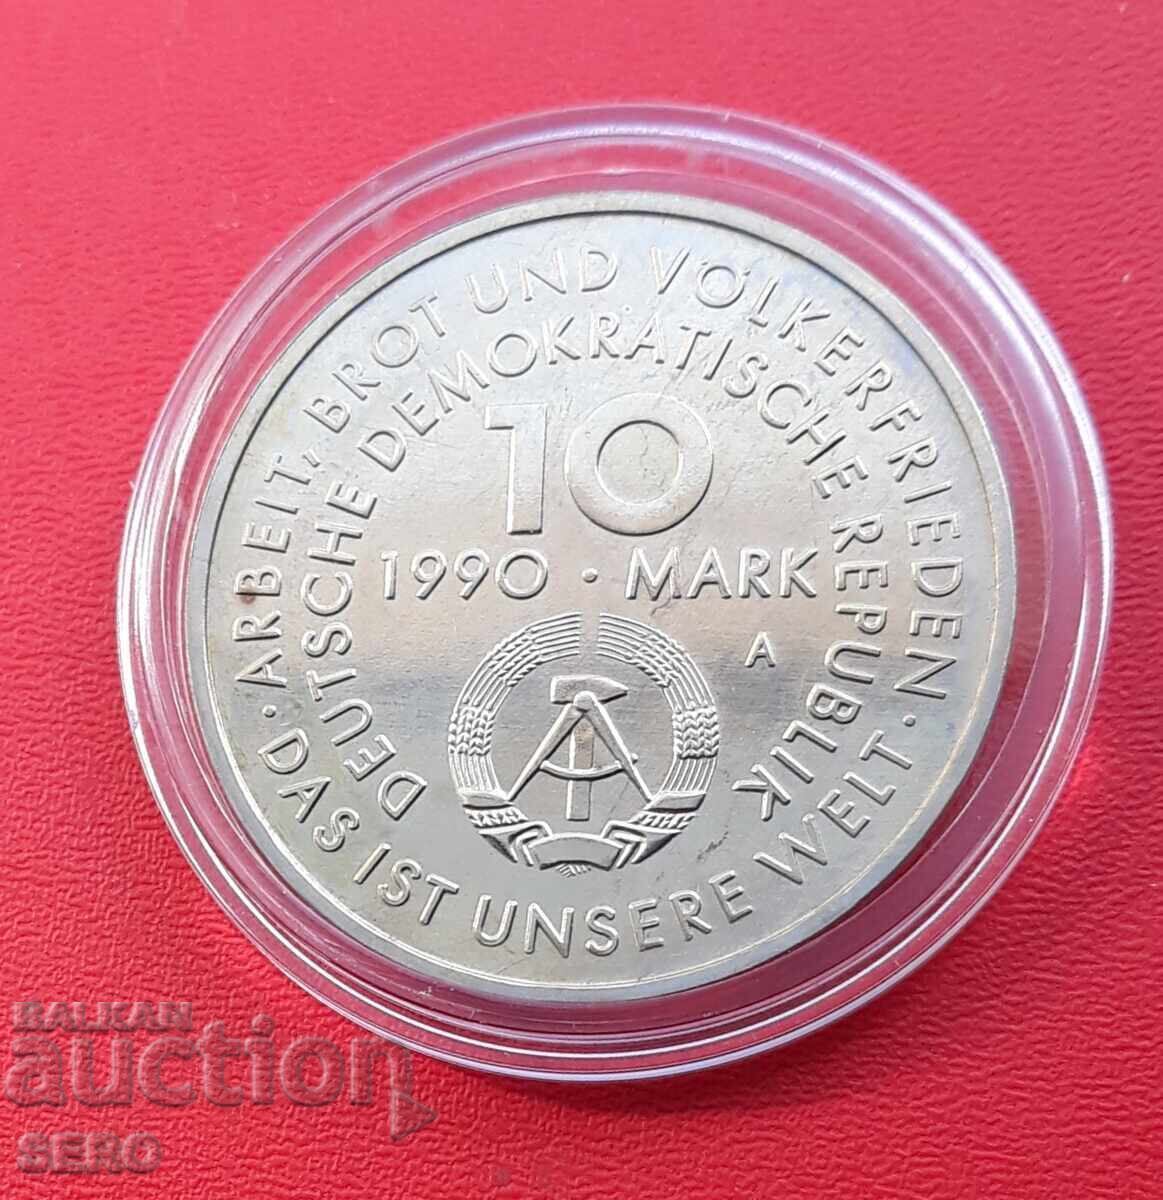 · ARBEIT, BROT UND VÖLKERFRIEDEN ·
DAS IST UNSERE WELT
DEUTSCHE DEMOKRATISCHE REPUBLIK
10
1990 · MARK
A
BALKAN
auction
SERO